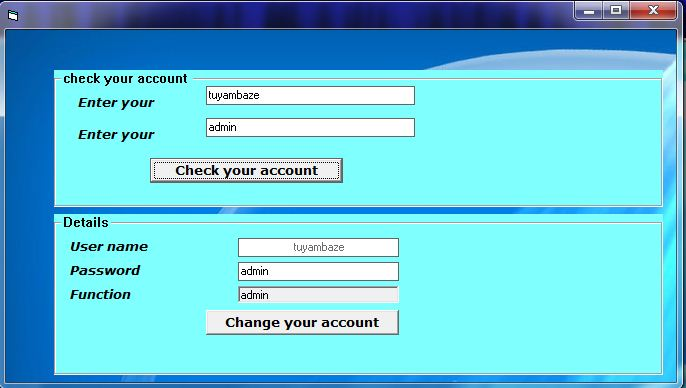 check your account
Enter your
tuyambaze
Enter your
admin
Check your account
Details
User name
tuyambaze
Password
admin
Function
admin
Change your account